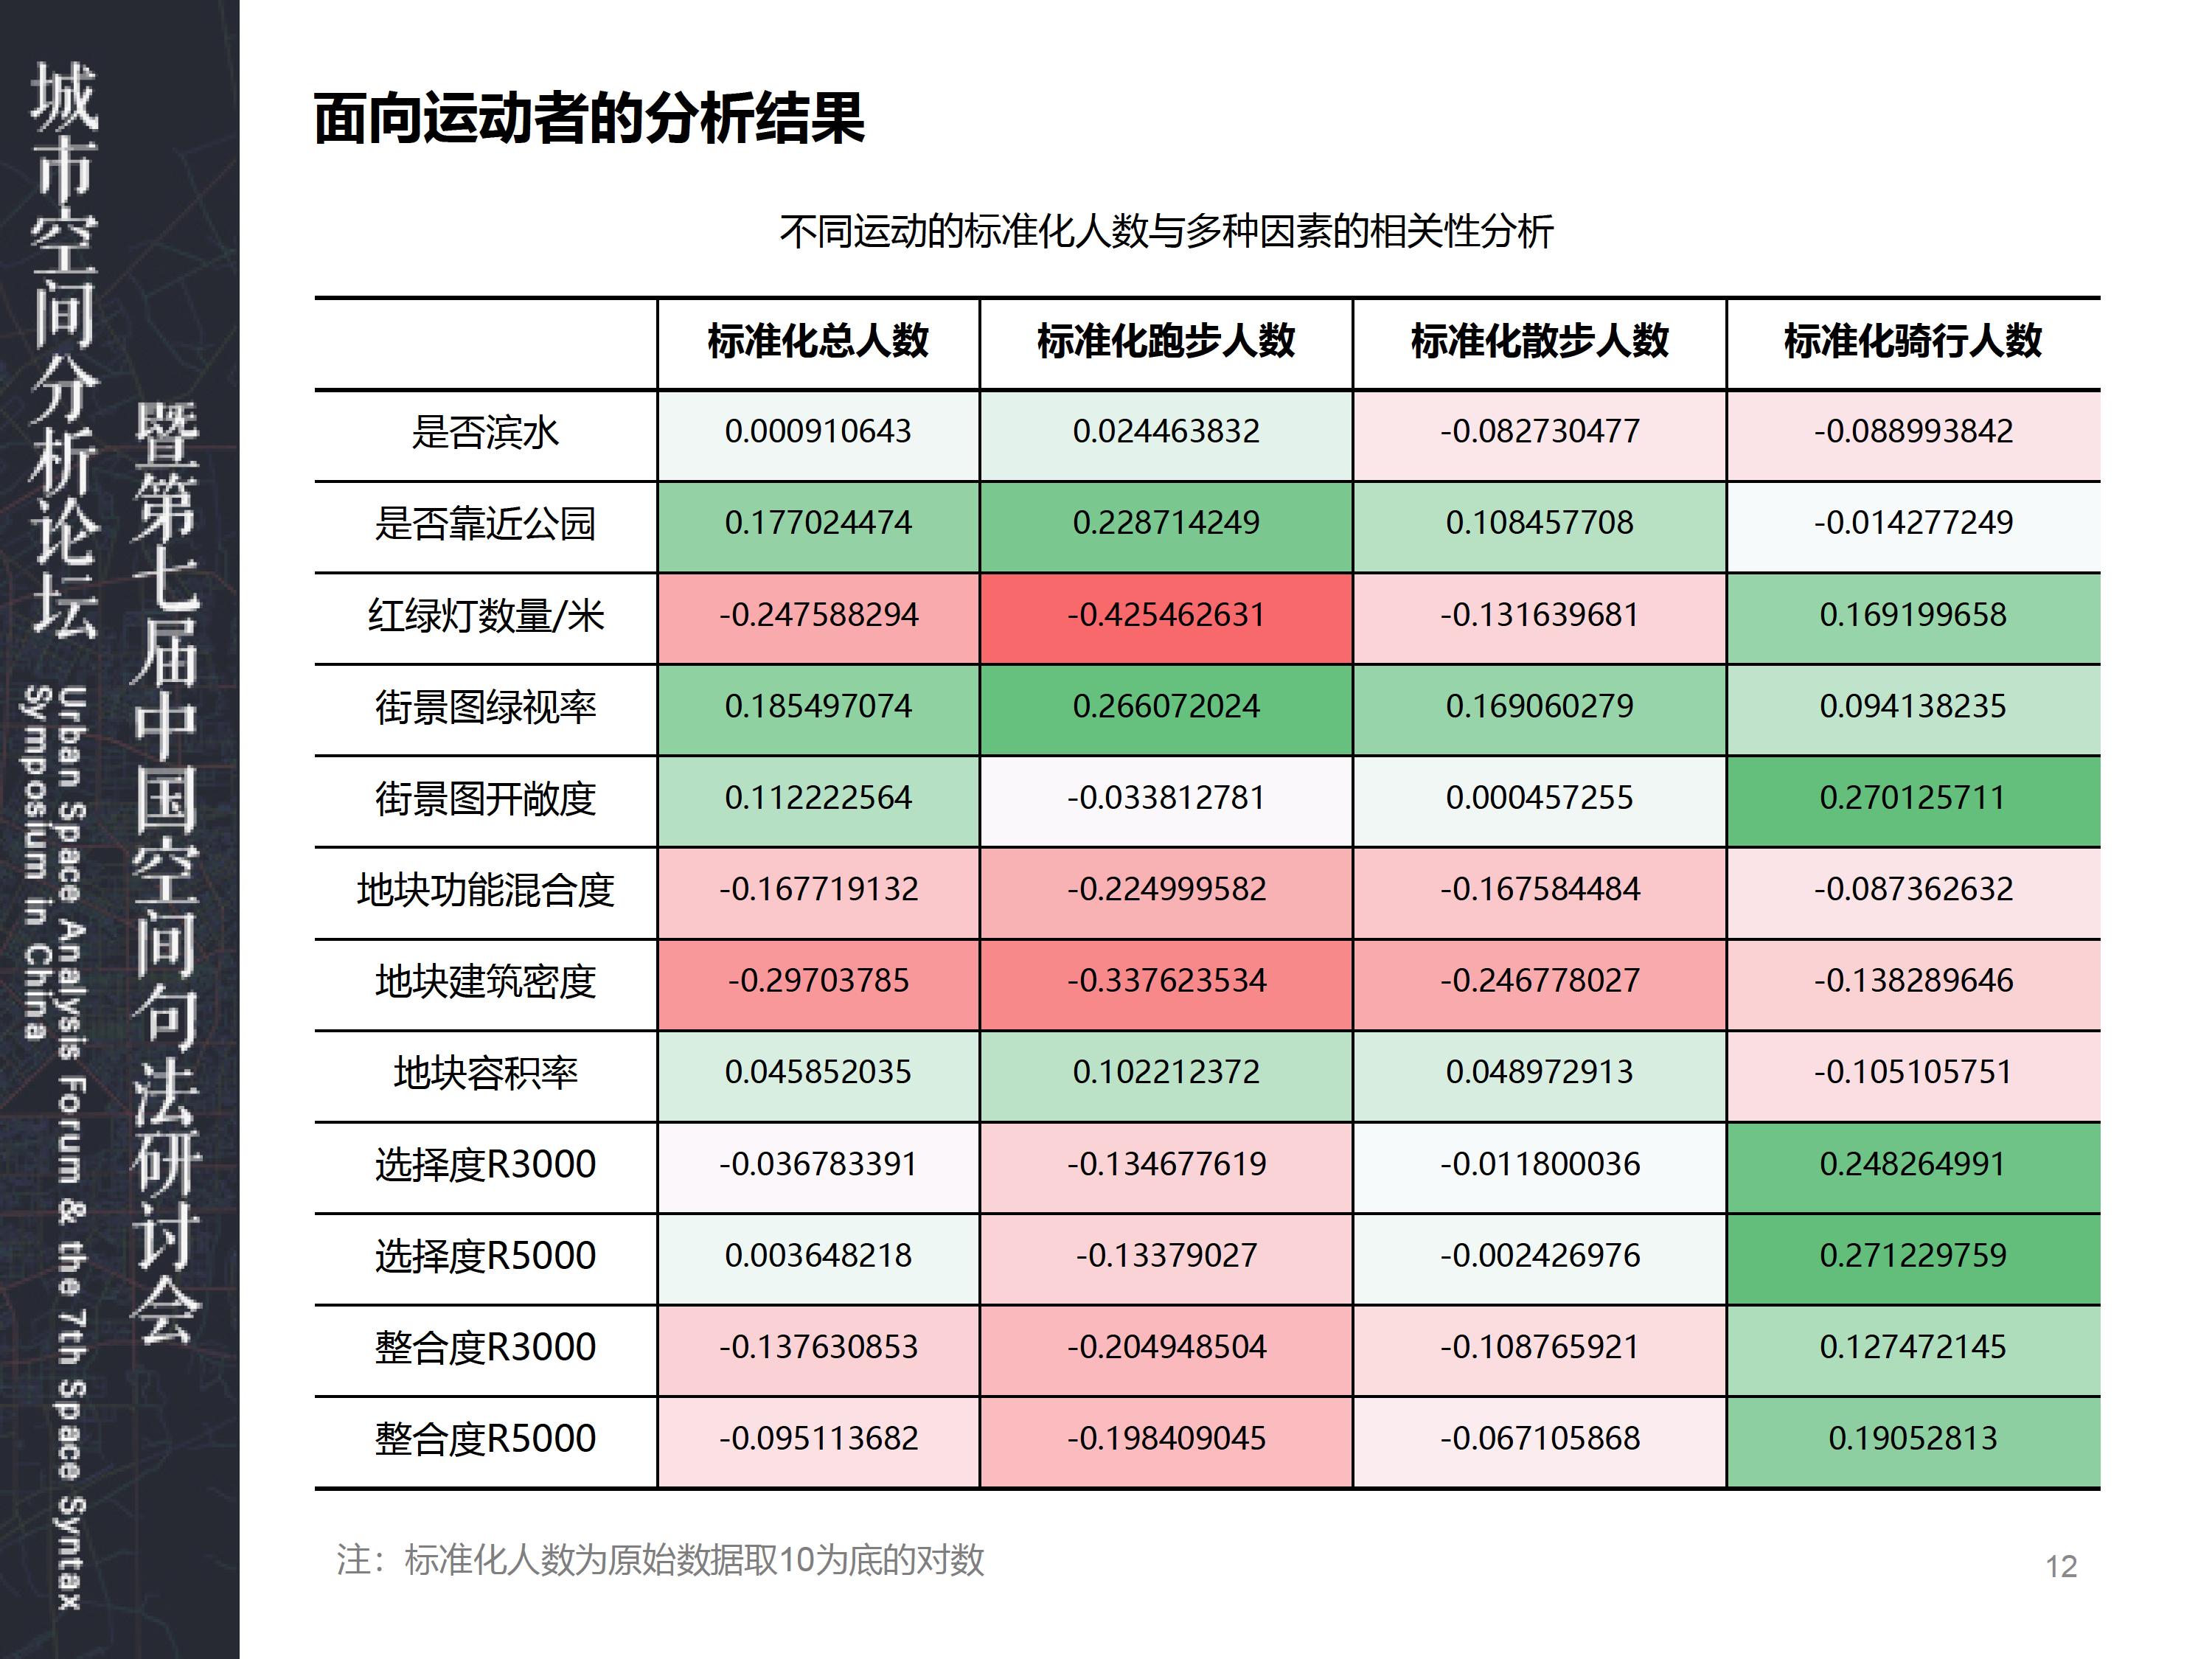 城市空间分析论坛
暨第七届中国空间句法研讨会
Urban Space Analysis Forum & the 7th Space Syntax
Symposium in China
面向运动者的分析结果
不同运动的标准化人数与多种因素的相关性分析
标准化总人数 标准化跑步人数 标准化散步人数 标准化骑行人数
是否滨水 0.000910643 0.024463832 -0.082730477 -0.088993842
是否靠近公园 0.177024474 0.228714249 0.108457708 -0.014277249
红绿灯数量/米 -0.247588294 -0.425462631 -0.131639681 0.169199658
街景图绿视率 0.185497074 0.266072024 0.169060279 0.094138235
街景图开敞度 0.112222564 -0.033812781 0.000457255 0.270125711
地块功能混合度 -0.167719132 -0.224999582 -0.167584484 -0.087362632
地块建筑密度 -0.29703785 -0.337623534 -0.246778027 -0.138289646
地块容积率 0.045852035 0.102212372 0.048972913 -0.105105751
选择度R3000 -0.036783391 -0.134677619 -0.011800036 0.248264991
选择度R5000 0.003648218 -0.13379027 -0.002426976 0.271229759
整合度R3000 -0.137630853 -0.204948504 -0.108765921 0.127472145
整合度R5000 -0.095113682 -0.198409045 -0.067105868 0.19052813
注：标准化人数为原始数据取10为底的对数
12